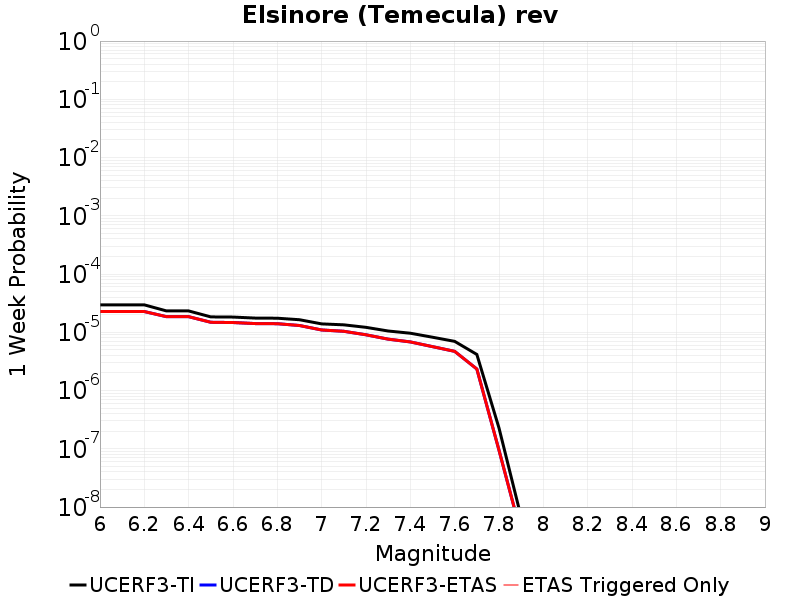 Elsinore (Temecula) rev
1 Week Probability
10^0
10^-1
10^-2
10^-3
10^-4
10^-5
10^-6
10^-7
10^-8
6 6.2 6.4 6.6 6.8 7 7.2 7.4 7.6 7.8 8 8.2 8.4 8.6 8.8 9
Magnitude
UCERF3-TI UCERF3-TD UCERF3-ETAS ETAS Triggered Only